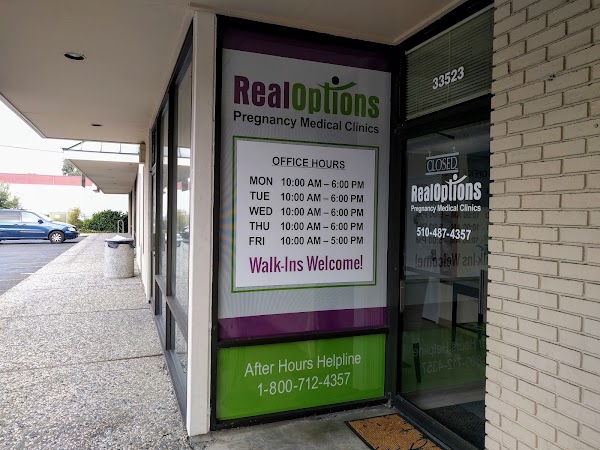 RealOptions
Pregnancy Medical Clinics
OFFICE HOURS
MON 10:00 AM – 6:00 PM
TUE 10:00 AM – 6:00 PM
WED 10:00 AM – 6:00 PM
THU 10:00 AM – 6:00 PM
FRI 10:00 AM – 5:00 PM
Walk-Ins Welcome!
After Hours Helpline
1-800-712-4357
33523
CLOSED
RealOptions
Pregnancy Medical Clinics
510-487-4357